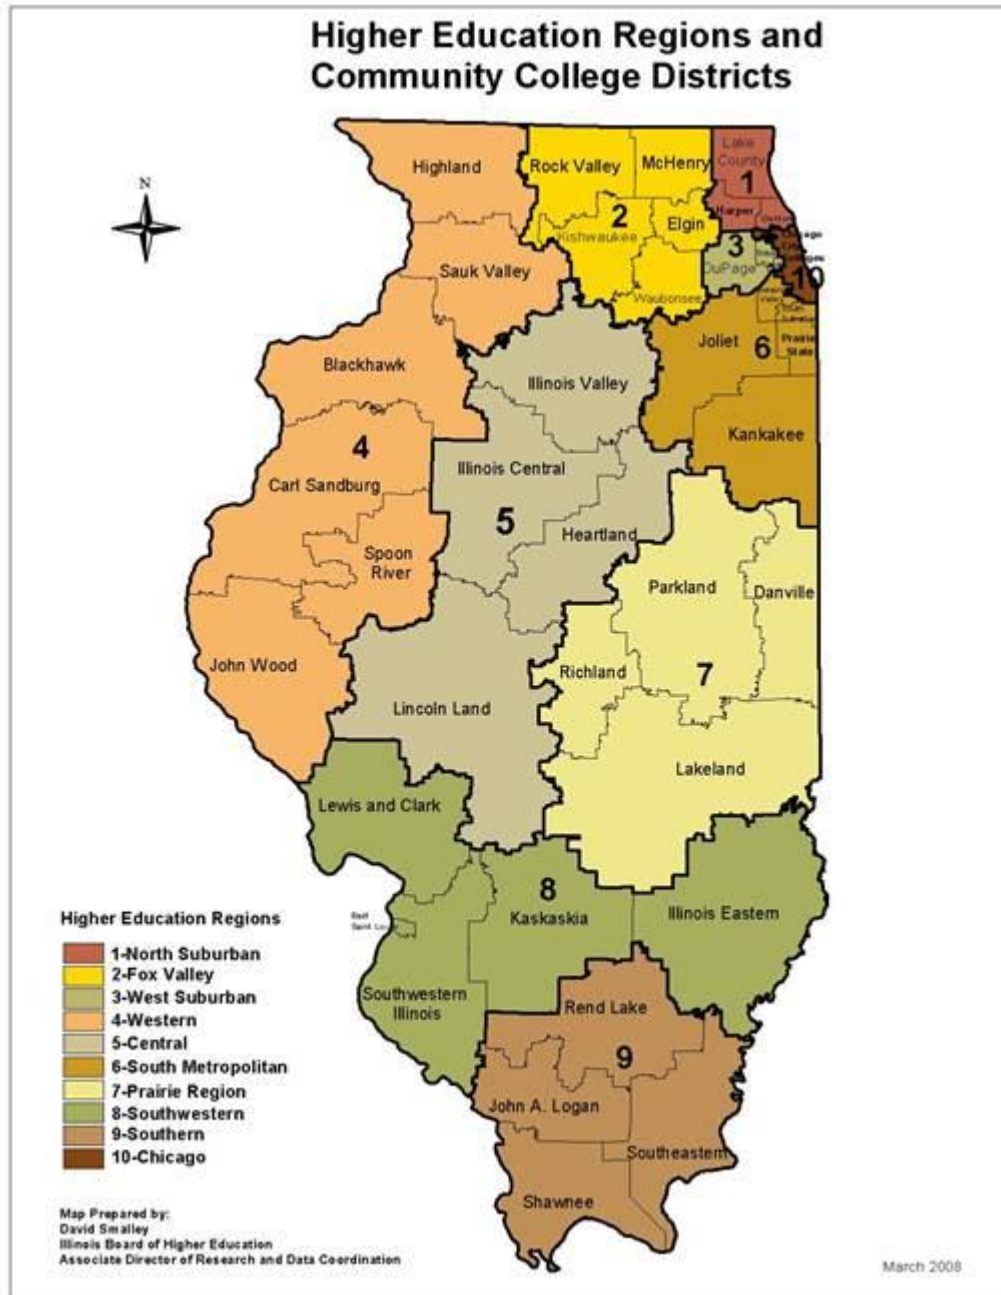 Higher Education Regions and
Community College Districts
N
Highland
Rock Valley
McHenry
Lake
County
1
Harper
2
Elgin
Kishwaukee
3
DuPage
10
Sauk Valley
Waubonsee
Joliet
6
Prairie
State
Blackhawk
Illinois Valley
Kankakee
4
Illinois Central
Carl Sandburg
5
Heartland
Spoon
River
Parkland
Danville
John Wood
Richland
7
Lincoln Land
Lakeland
Lewis and Clark
8
Kaskaskia
Illinois Eastern
East
Southwestern
Illinois
Rend Lake
9
John A. Logan
Southeastern
Shawnee
Higher Education Regions
1-North Suburban
2-Fox Valley
3-West Suburban
4-Western
5-Central
6-South Metropolitan
7-Prairie Region
8-Southwestern
9-Southern
10-Chicago
Map Prepared by:
David Smalley
Illinois Board of Higher Education
Associate Director of Research and Data Coordination
March 2008